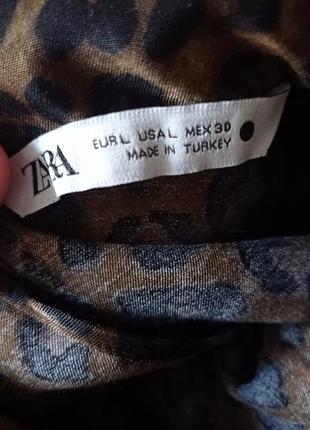 ZARA
EUR L USA L MEX 30
MADE IN TURKEY